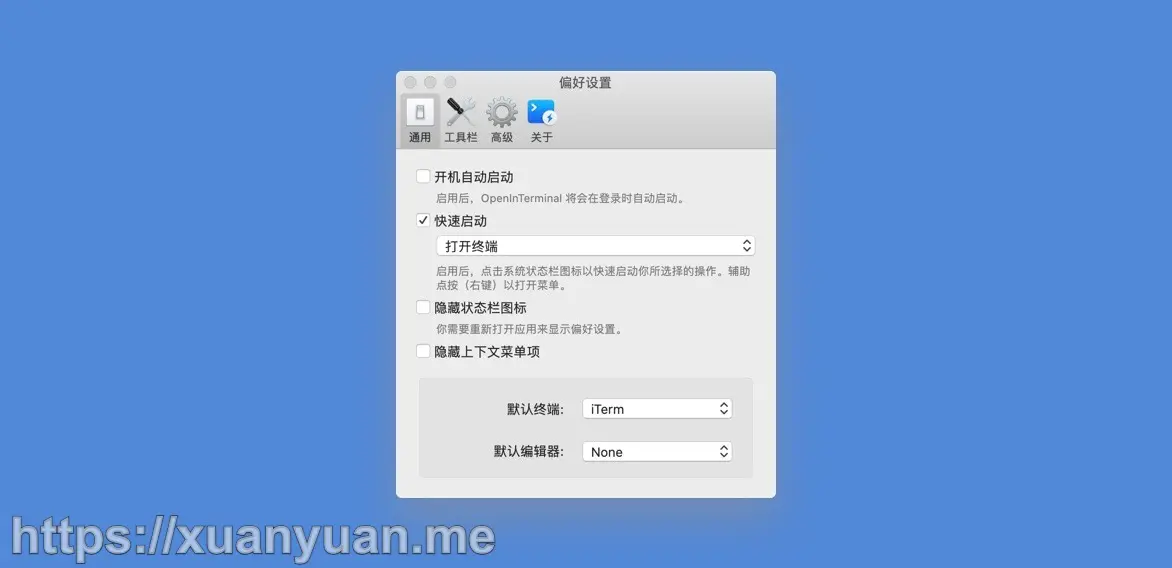 偏好设置
通用 工具栏 高级 关于
开机自动启动
启用后，OpenInTerminal 将会在登录时自动启动。
快速启动
打开终端
启用后，点击系统状态栏图标以快速启动你所选择的操作。辅助
点按（右键）以打开菜单。
隐藏状态栏图标
你需要重新打开应用来显示偏好设置。
隐藏上下文菜单项
默认终端: iTerm
默认编辑器: None
https://xuanyuan.me